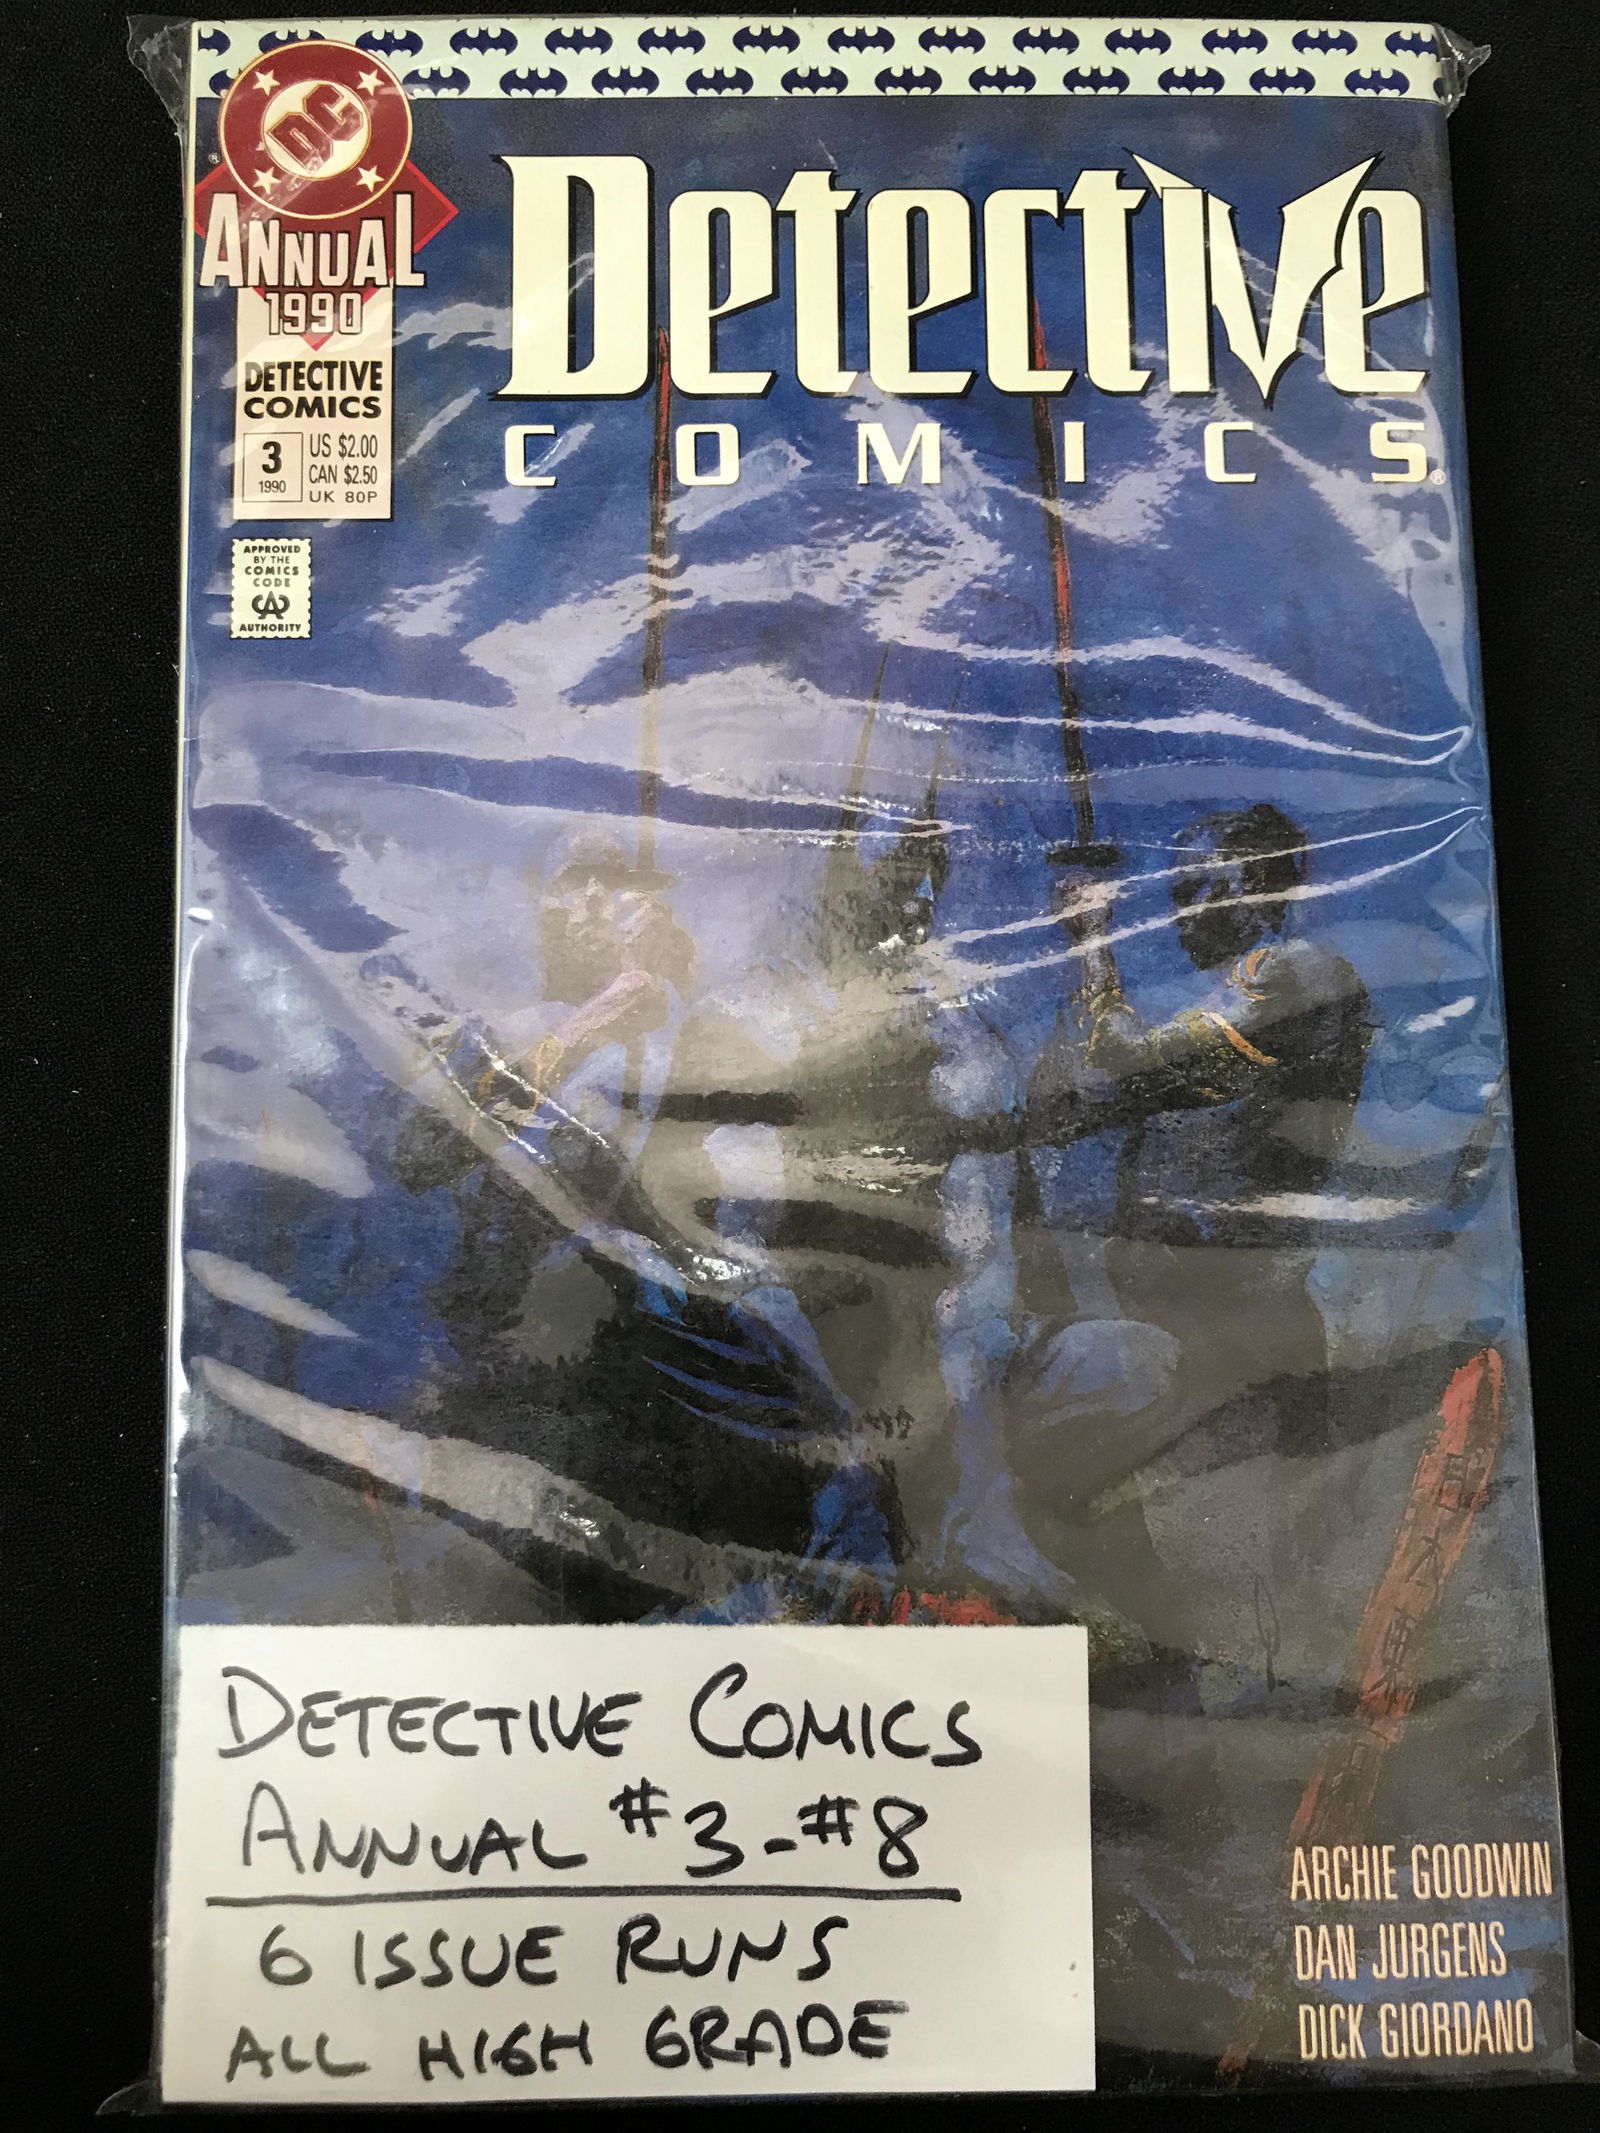 DC
ANNUAL
1990
DETECTIVE
COMICS
3
1990
US $2.00
CAN $2.50
UK 80P
APPROVED
BY THE
COMICS
CODE
CA
AUTHORITY
Detective
COMICS®
DETECTIVE COMICS
ANNUAL #3-#8
6 ISSUE RUNS
ALL HIGH GRADE
ARCHIE GOODWIN
DAN JURGENS
DICK GIORDANO